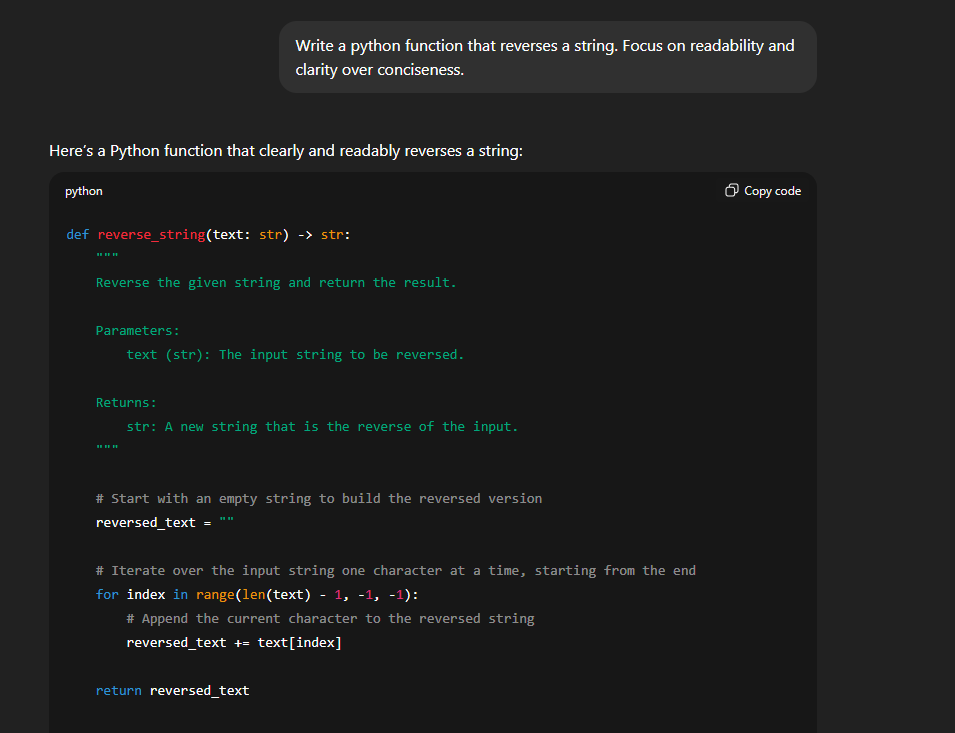 Write a python function that reverses a string. Focus on readability and
clarity over conciseness.
Here's a Python function that clearly and readably reverses a string:
python
Copy code
def reverse_string(text: str) -> str:
    """
    Reverse the given string and return the result.

    Parameters:
        text (str): The input string to be reversed.

    Returns:
        str: A new string that is the reverse of the input.
    """

    # Start with an empty string to build the reversed version
    reversed_text = ""

    # Iterate over the input string one character at a time, starting from the end
    for index in range(len(text) - 1, -1, -1):
        # Append the current character to the reversed string
        reversed_text += text[index]

    return reversed_text